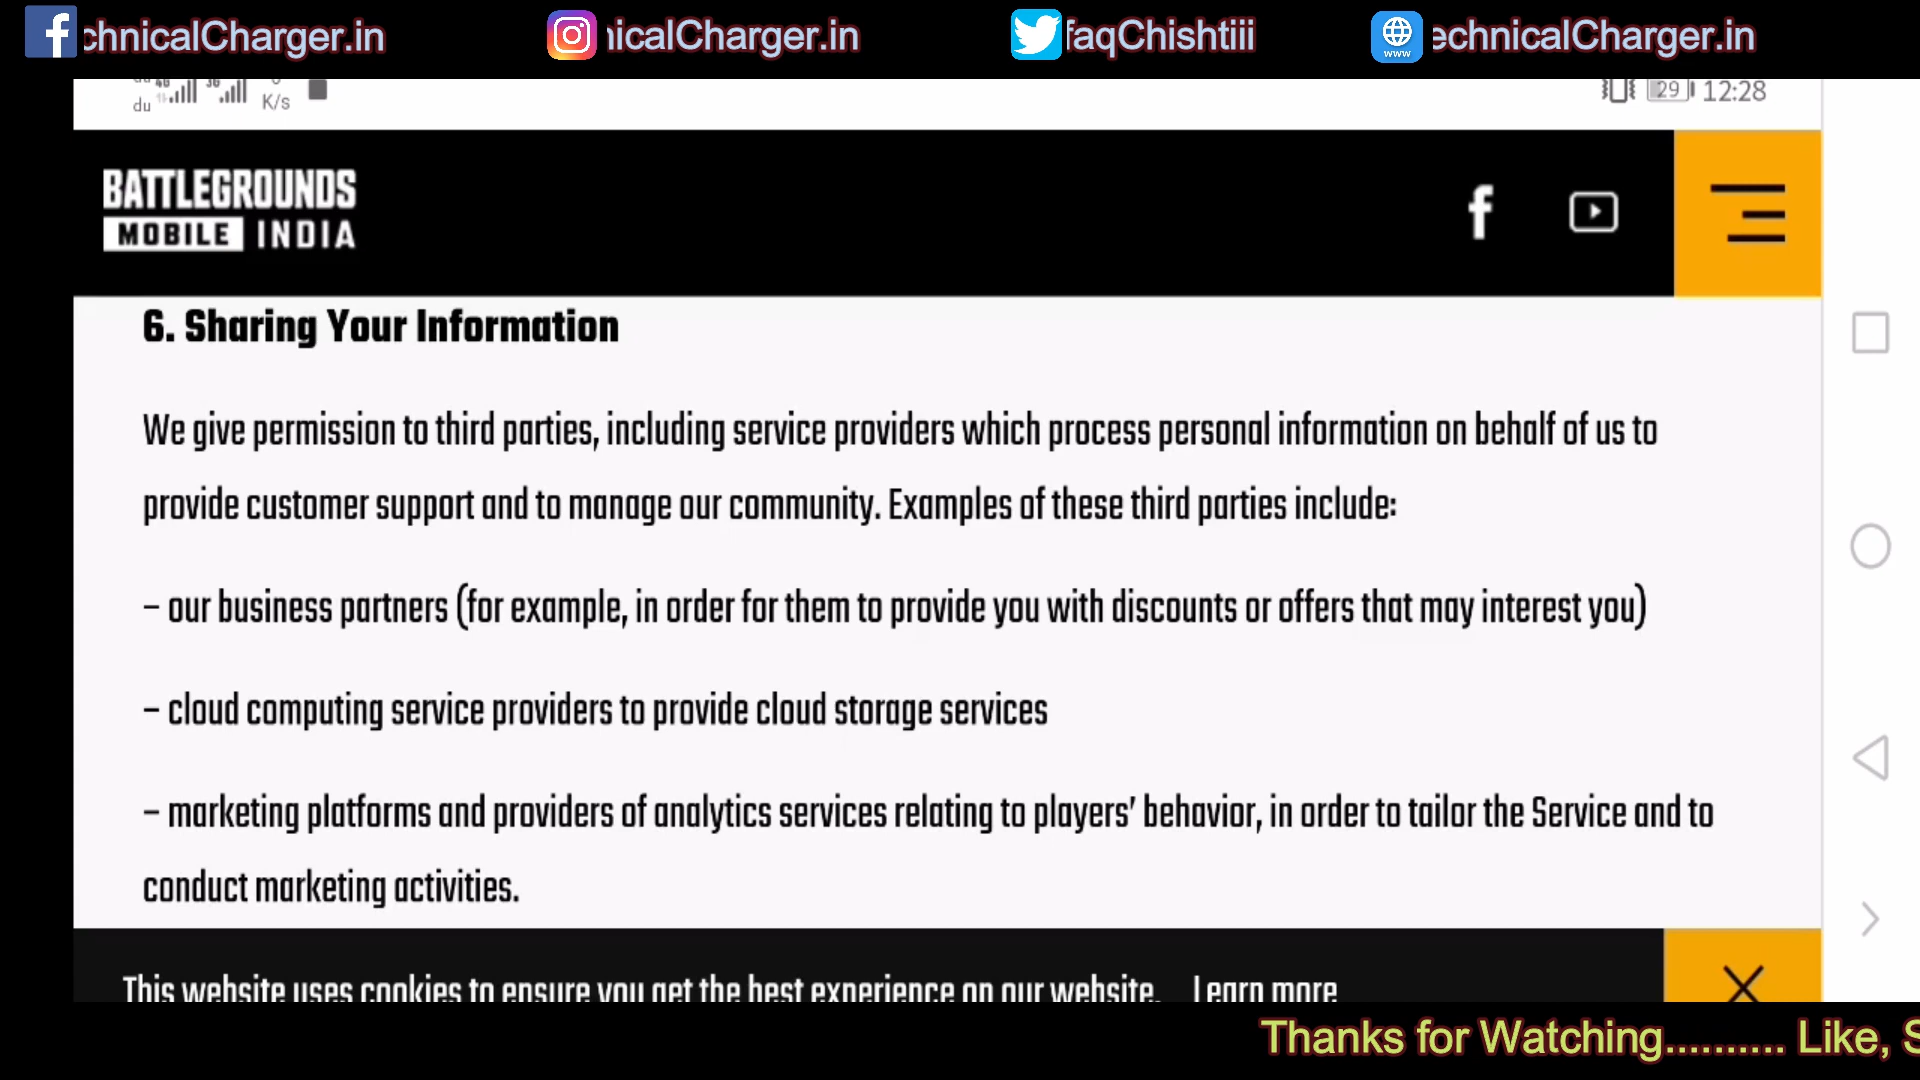 chnicalCharger.in
nicalCharger.in
faqChishtiii
echnicalCharger.in
du
K/s
29
12:28
BATTLEGROUNDS
MOBILE INDIA
6. Sharing Your Information
We give permission to third parties, including service providers which process personal information on behalf of us to
provide customer support and to manage our community. Examples of these third parties include:
– our business partners (for example, in order for them to provide you with discounts or offers that may interest you)
– cloud computing service providers to provide cloud storage services
– marketing platforms and providers of analytics services relating to players’ behavior, in order to tailor the Service and to
conduct marketing activities.
This website uses cookies to ensure you get the best experience on our website. Learn more
Thanks for Watching.......... Like, S